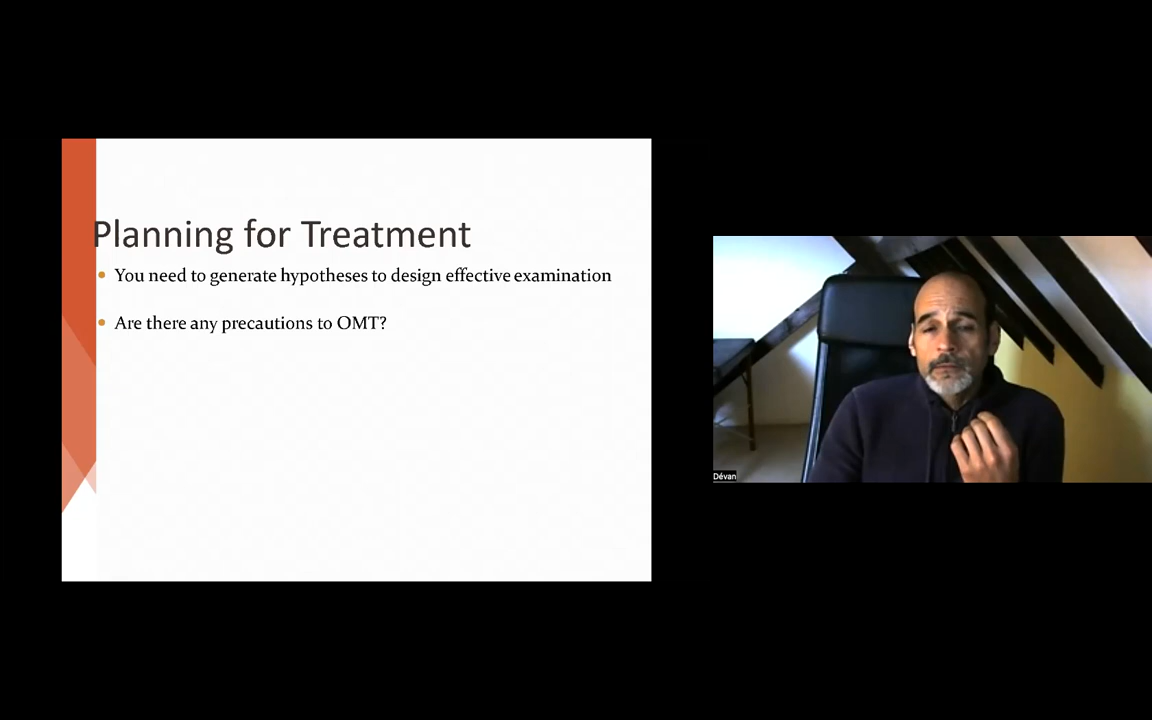 Planning for Treatment
• You need to generate hypotheses to design effective examination
• Are there any precautions to OMT?
Dévan